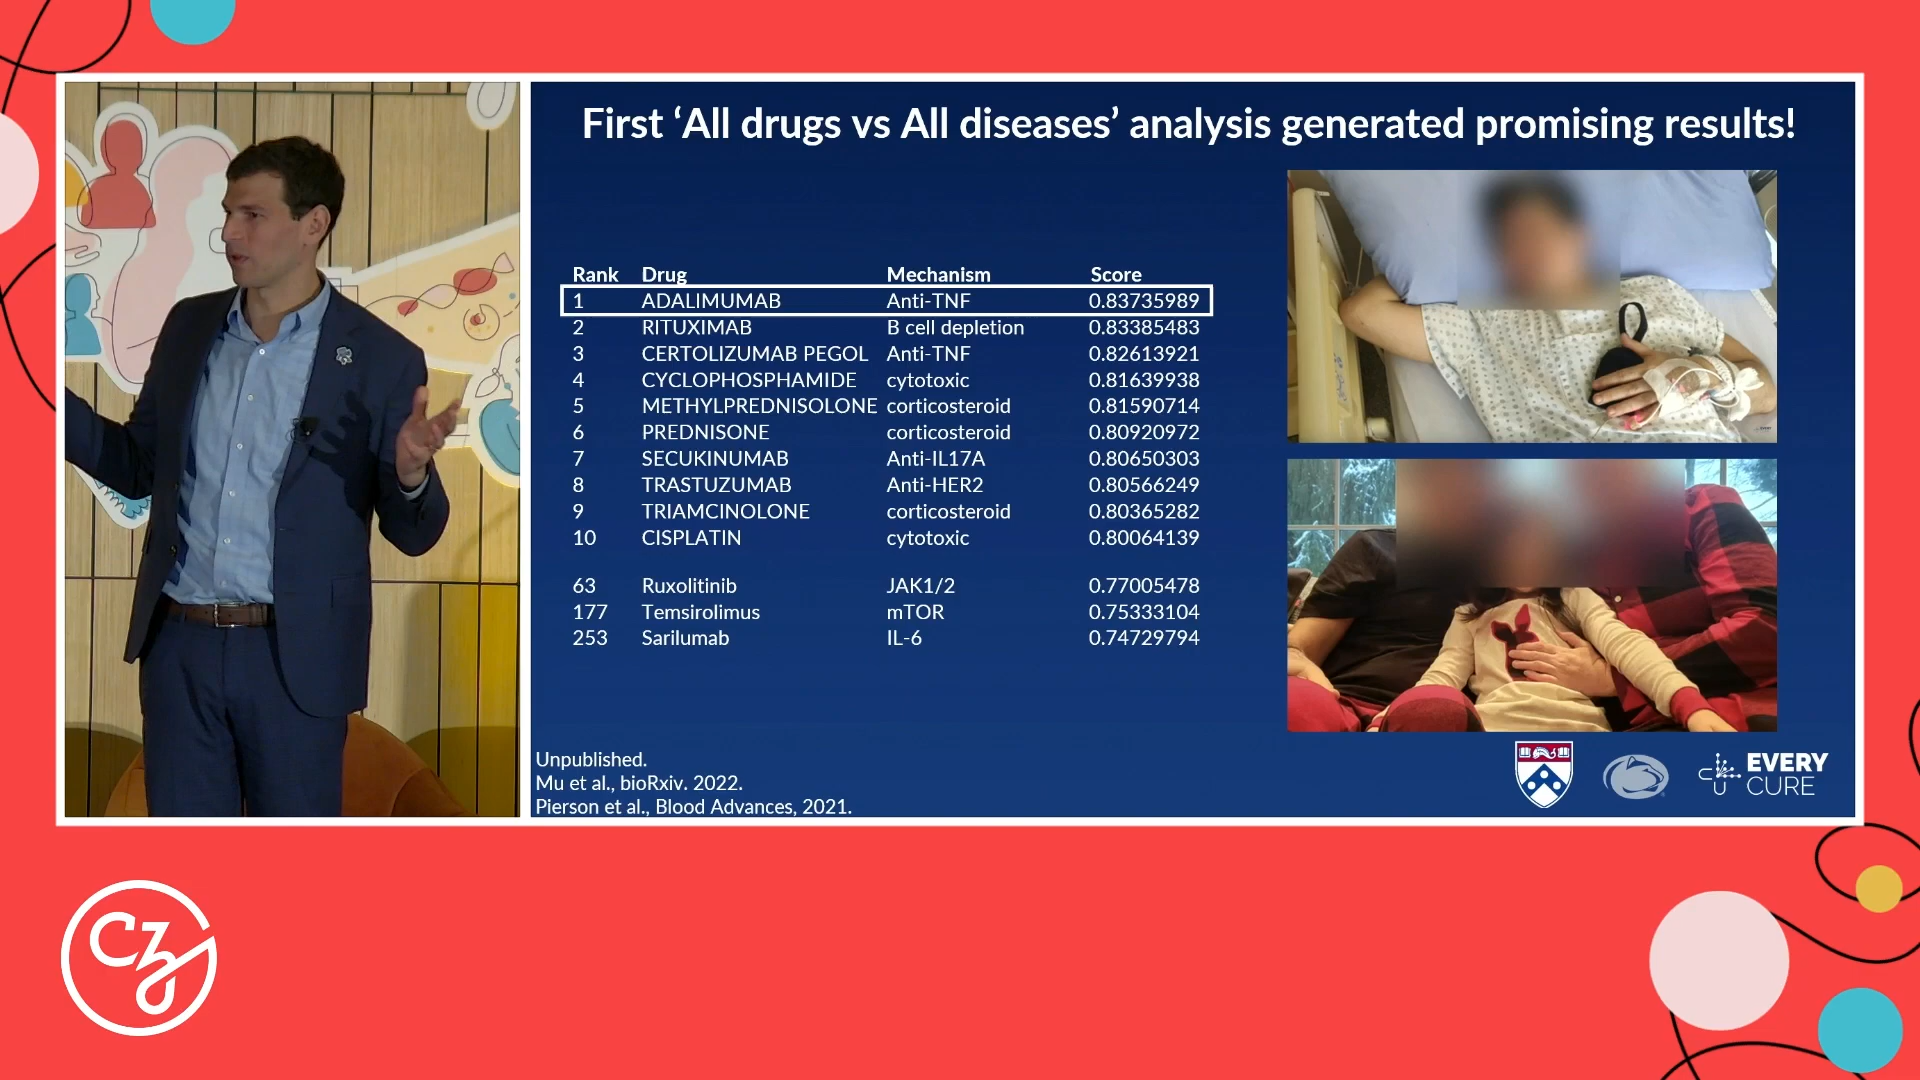 First ‘All drugs vs All diseases’ analysis generated promising results!
Rank Drug Mechanism Score
1 ADALIMUMAB Anti-TNF 0.83735989
2 RITUXIMAB B cell depletion 0.83385483
3 CERTOLIZUMAB PEGOL Anti-TNF 0.82613921
4 CYCLOPHOSPHAMIDE cytotoxic 0.81639938
5 METHYLPREDNISOLONE corticosteroid 0.81590714
6 PREDNISONE corticosteroid 0.80920972
7 SECUKINUMAB Anti-IL17A 0.80650303
8 TRASTUZUMAB Anti-HER2 0.80566249
9 TRIAMCINOLONE corticosteroid 0.80365282
10 CISPLATIN cytotoxic 0.80064139
63 Ruxolitinib JAK1/2 0.77005478
177 Temsirolimus mTOR 0.75333104
253 Sarilumab IL-6 0.74729794
Unpublished.
Mu et al., bioRxiv. 2022.
Pierson et al., Blood Advances, 2021.
EVERY
CURE
CZ